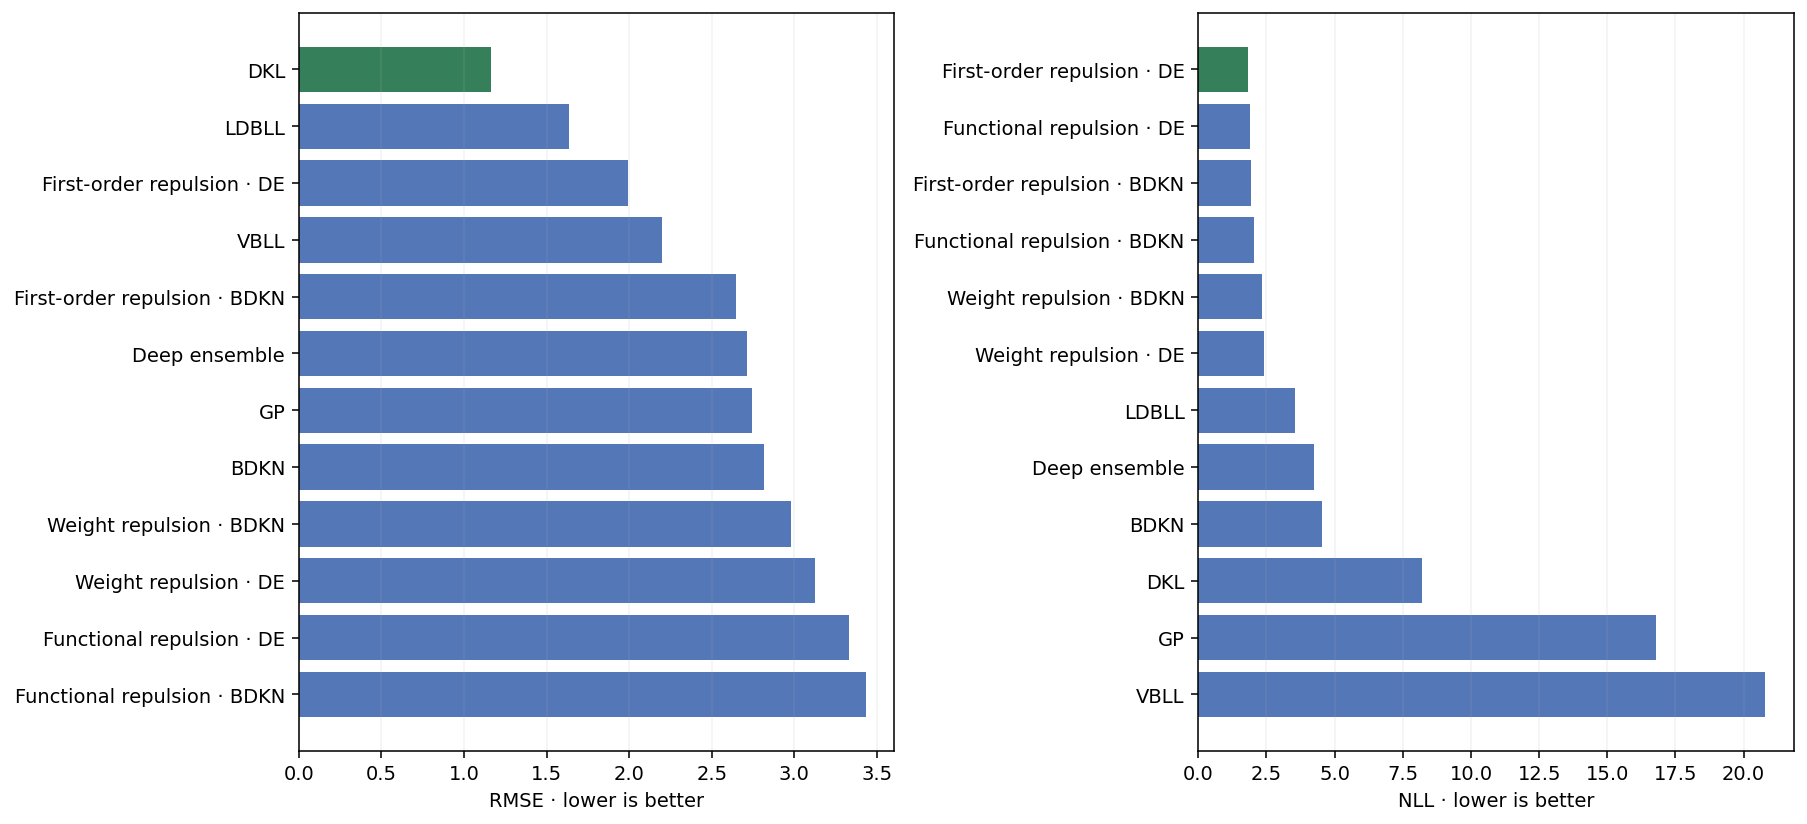 DKL
LDBLL
First-order repulsion · DE
VBLL
First-order repulsion · BDKN
Deep ensemble
GP
BDKN
Weight repulsion · BDKN
Weight repulsion · DE
Functional repulsion · DE
Functional repulsion · BDKN
0.0 0.5 1.0 1.5 2.0 2.5 3.0 3.5
RMSE · lower is better
First-order repulsion · DE
Functional repulsion · DE
First-order repulsion · BDKN
Functional repulsion · BDKN
Weight repulsion · BDKN
Weight repulsion · DE
LDBLL
Deep ensemble
BDKN
DKL
GP
VBLL
0.0 2.5 5.0 7.5 10.0 12.5 15.0 17.5 20.0
NLL · lower is better